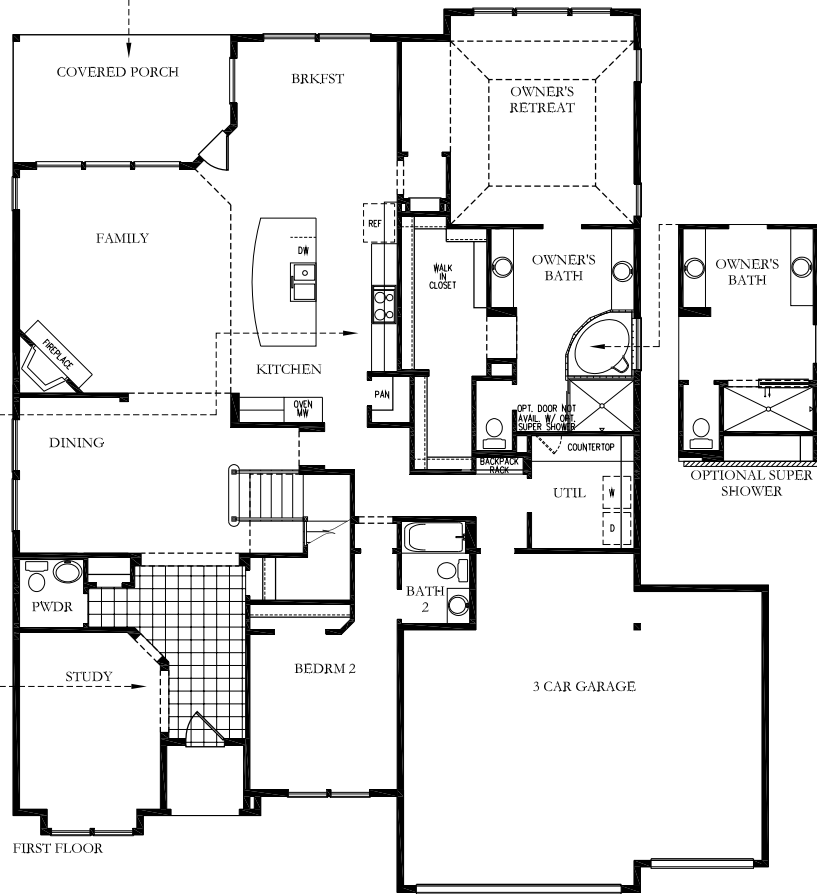 COVERED PORCH
BRKFST
OWNER'S
RETREAT
FAMILY
REF
DW
WALK
IN
CLOSET
OWNER'S
BATH
OWNER'S
BATH
FIREPLACE
KITCHEN
PAN
OVEN
MW
OPT. DOOR NOT
AVAIL. W/ OPT.
SUPER SHOWER
DINING
COUNTERTOP
BACKPACK
RACK
OPTIONAL SUPER
SHOWER
UTIL
W
D
PWDR
BATH
2
STUDY
BEDRM 2
3 CAR GARAGE
FIRST FLOOR